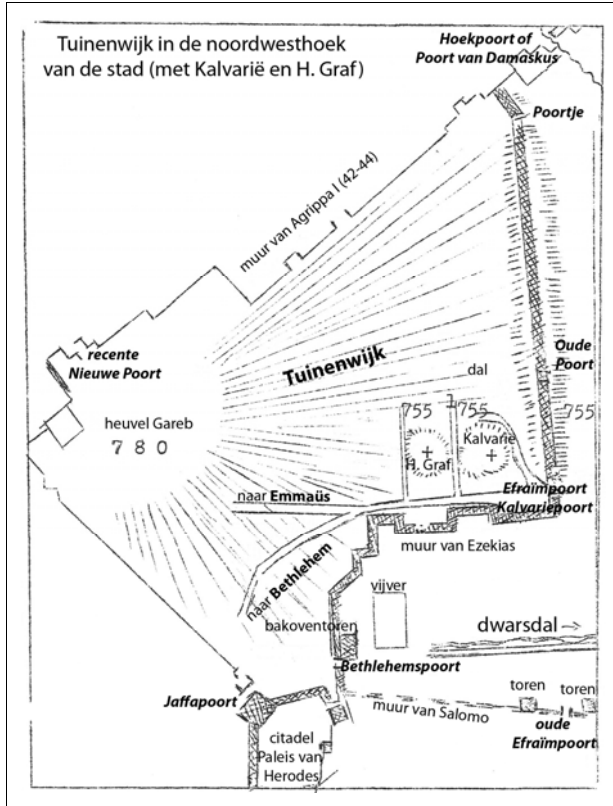 Tuinenwijk in de noordwesthoek
van de stad (met Kalvarië en H. Graf)
Hoekpoort of
Poort van Damaskus
Poortje
muur van Agrippa I (42-44)
recente
Nieuwe Poort
Tuinenwijk
Oude
Poort
dal
755 755 755
heuvel Gareb
780
Kalvarië
H. Graf
naar Emmaüs
Efraïmpoort
Kalvariepoort
muur van Ezekias
naar Bethlehem
vijver
bakoventoren
dwarsdal
Bethlehemspoort
Jaffapoort
muur van Salomo
toren toren
oude
Efraïmpoort
citadel
Paleis van
Herodes